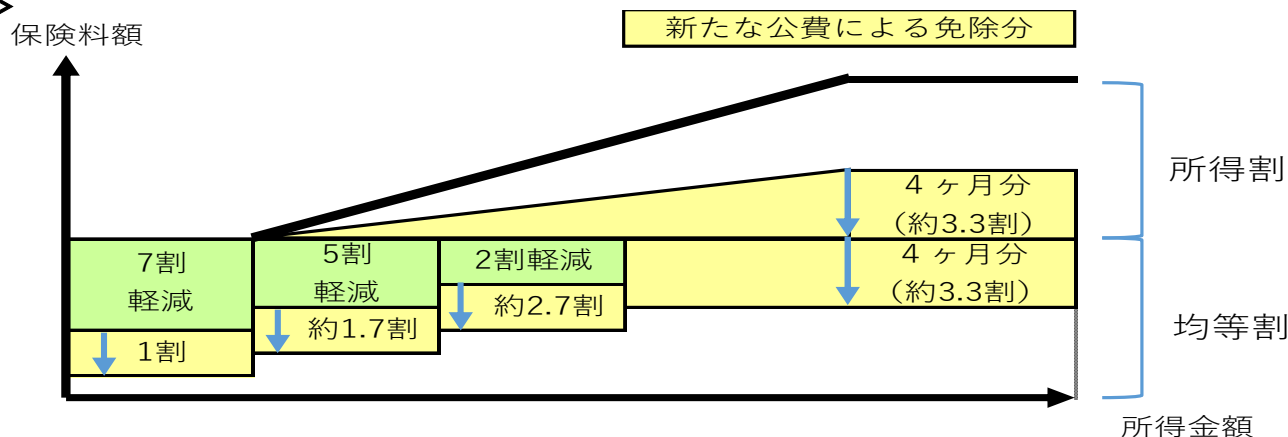 保険料額
新たな公費による免除分
所得割
4ヶ月分
(約3.3割)
7割
軽減
5割
軽減
2割軽減
4ヶ月分
(約3.3割)
約2.7割
約1.7割
1割
均等割
所得金額